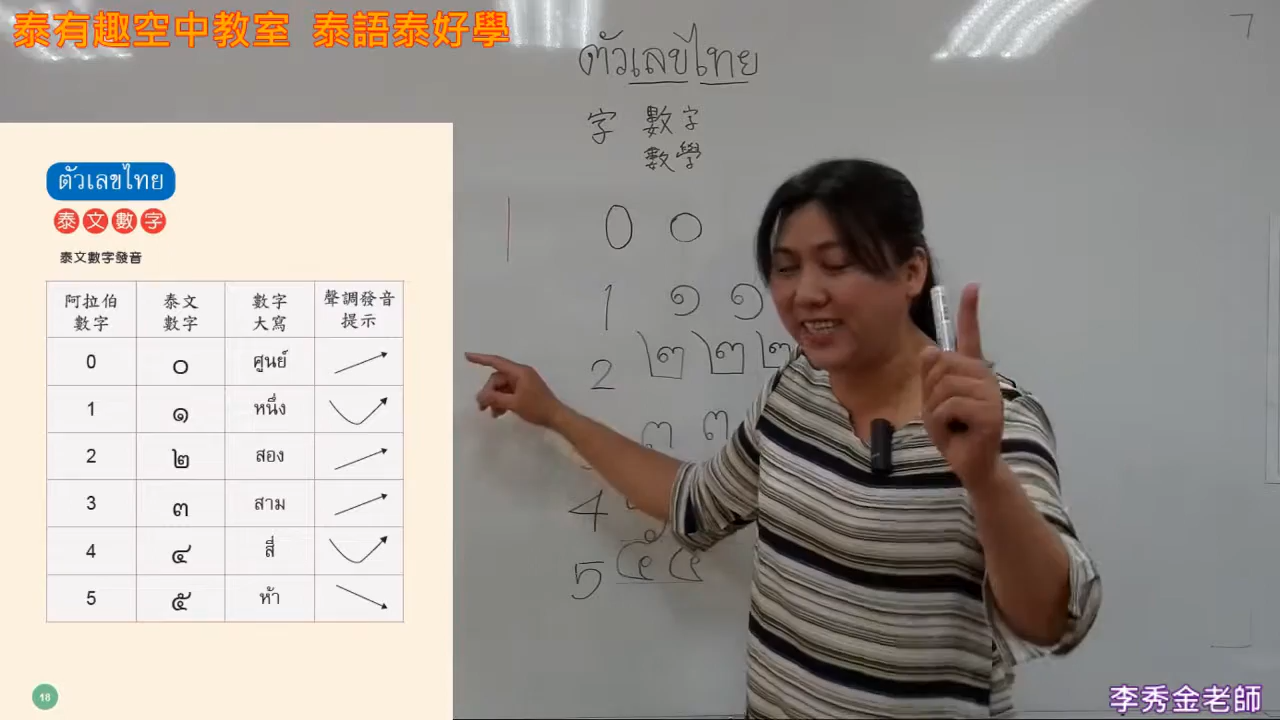 泰有趣空中教室 泰語泰好學
ตัวเลขไทย
泰文數字
泰文數字發音
阿拉伯數字 泰文數字 數字大寫 聲調發音提示
0 ๐ ศูนย์
1 ๑ หนึ่ง
2 ๒ สอง
3 ๓ สาม
4 ๔ สี่
5 ๕ ห้า
18
ตัวเลขไทย
字 數字
數學
0 ๐
1 ๑ ๑
2 ๒ ๒ ๒
๓ ๓
4
5 ๕ ๕
李秀金老師